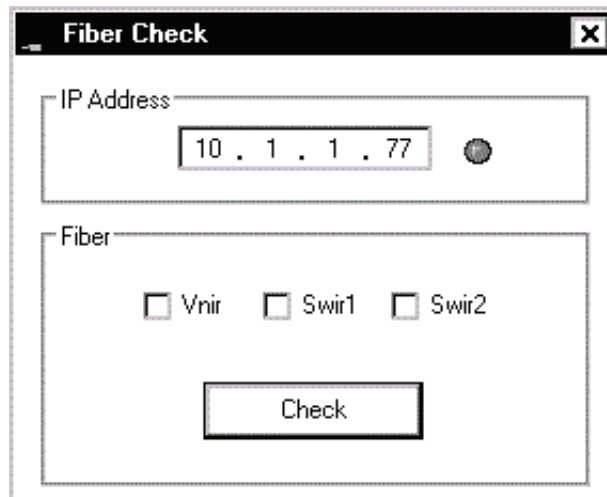 Fiber Check
IP Address
10 . 1 . 1 . 77
Fiber
Vnir Swir1 Swir2
Check